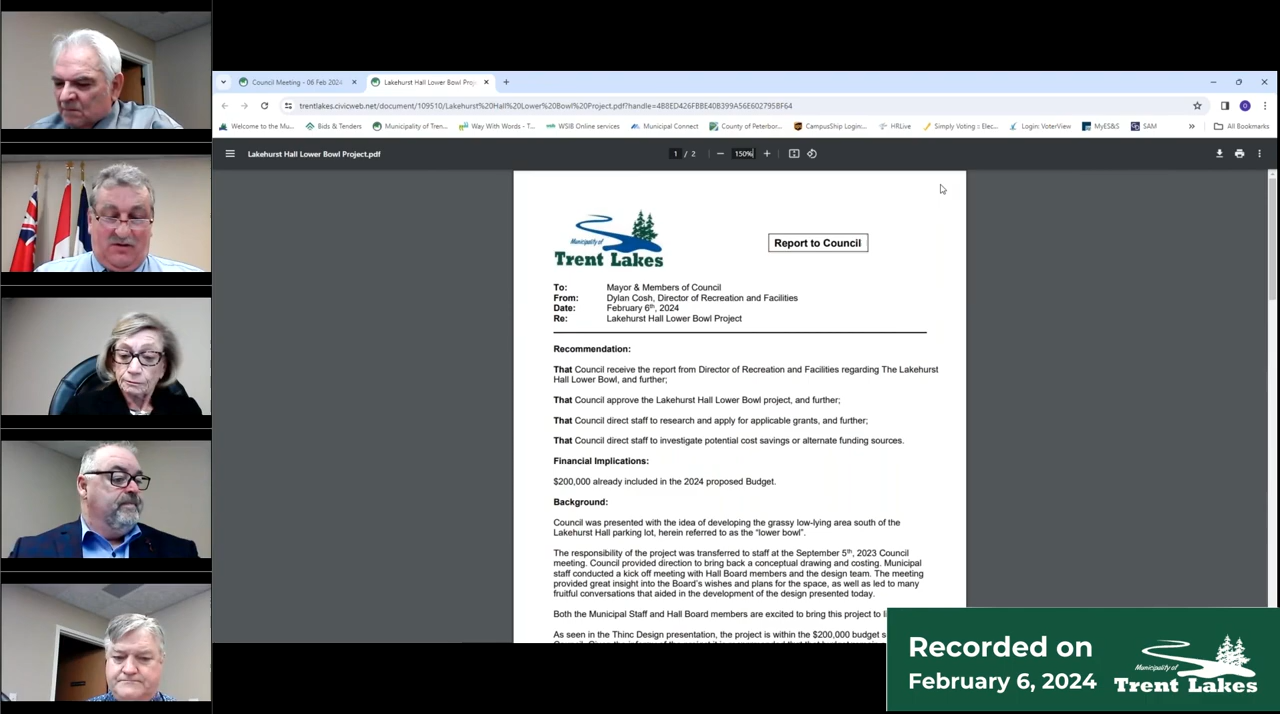 Council Meeting - 06 Feb 2024
Lakehurst Hall Lower Bowl Proj
trentlakes.civicweb.net/document/109510/Lakehurst%20Hall%20Lower%20Bowl%20Project.pdf?handle=4B8ED426FBBE40B399A56E602795BF64
Welcome to the Mu... Bids & Tenders Municipality of Tren... Way With Words - T... WSIB Online services Municipal Connect County of Peterbor... CampusShip Login:... HRLive Simply Voting :: Elec... Login: VoterView MyES&S SAM » All Bookmarks
Lakehurst Hall Lower Bowl Project.pdf 1 / 2 150%
Municipality of
Trent Lakes
Report to Council
To: Mayor & Members of Council
From: Dylan Cosh, Director of Recreation and Facilities
Date: February 6th, 2024
Re: Lakehurst Hall Lower Bowl Project
Recommendation:
That Council receive the report from Director of Recreation and Facilities regarding The Lakehurst
Hall Lower Bowl, and further;
That Council approve the Lakehurst Hall Lower Bowl project, and further;
That Council direct staff to research and apply for applicable grants, and further;
That Council direct staff to investigate potential cost savings or alternate funding sources.
Financial Implications:
$200,000 already included in the 2024 proposed Budget.
Background:
Council was presented with the idea of developing the grassy low-lying area south of the
Lakehurst Hall parking lot, herein referred to as the "lower bowl".
The responsibility of the project was transferred to staff at the September 5th, 2023 Council
meeting. Council provided direction to bring back a conceptual drawing and costing. Municipal
staff conducted a kick off meeting with Hall Board members and the design team. The meeting
provided great insight into the Board's wishes and plans for the space, as well as led to many
fruitful conversations that aided in the development of the design presented today.
Both the Municipal Staff and Hall Board members are excited to bring this project to
As seen in the Thinc Design presentation, the project is within the $200,000 budget
Recorded on
February 6, 2024
Municipality of
Trent Lakes